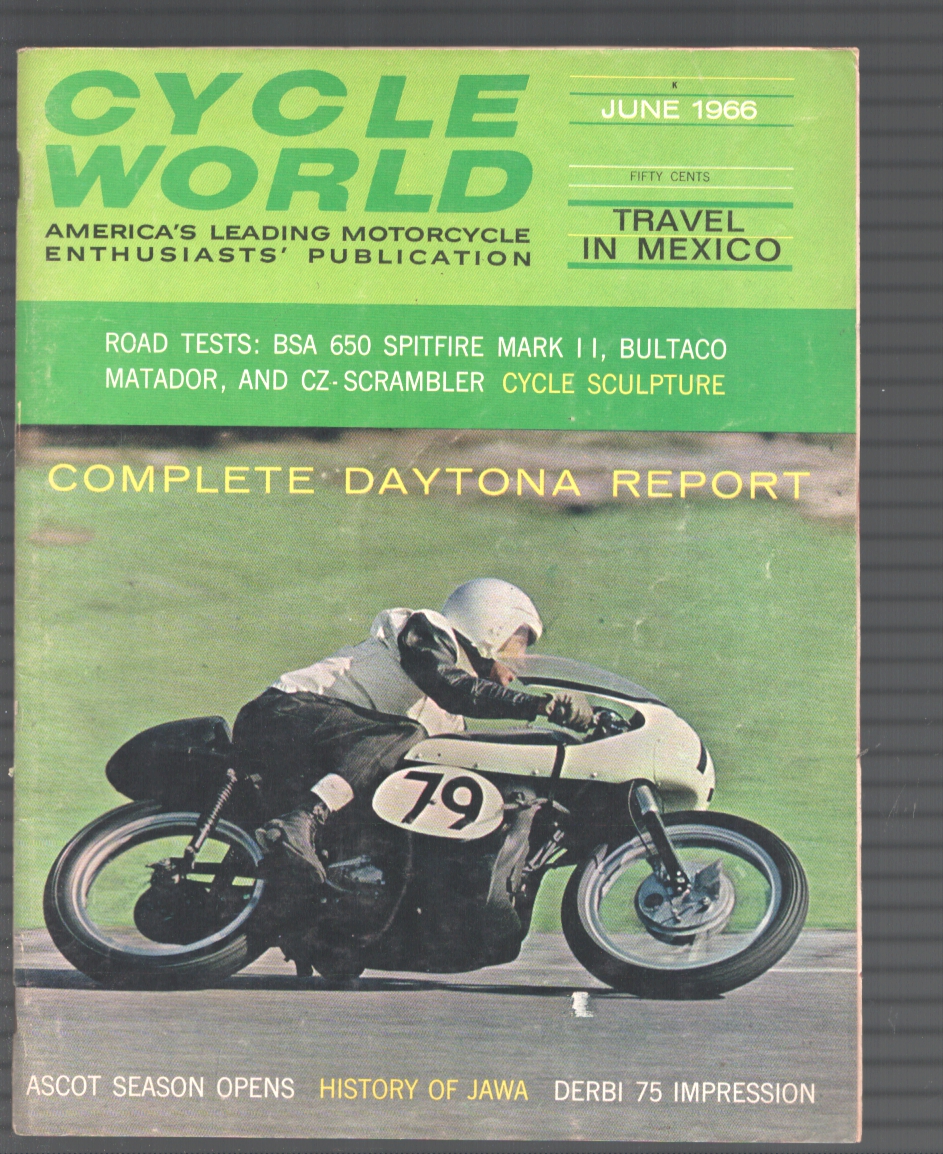 CYCLE
WORLD
AMERICA'S LEADING MOTORCYCLE
ENTHUSIASTS' PUBLICATION
K
JUNE 1966
FIFTY CENTS
TRAVEL
IN MEXICO
ROAD TESTS: BSA 650 SPITFIRE MARK II, BULTACO
MATADOR, AND CZ-SCRAMBLER CYCLE SCULPTURE
COMPLETE DAYTONA REPORT
79
ASCOT SEASON OPENS HISTORY OF JAWA DERBI 75 IMPRESSION